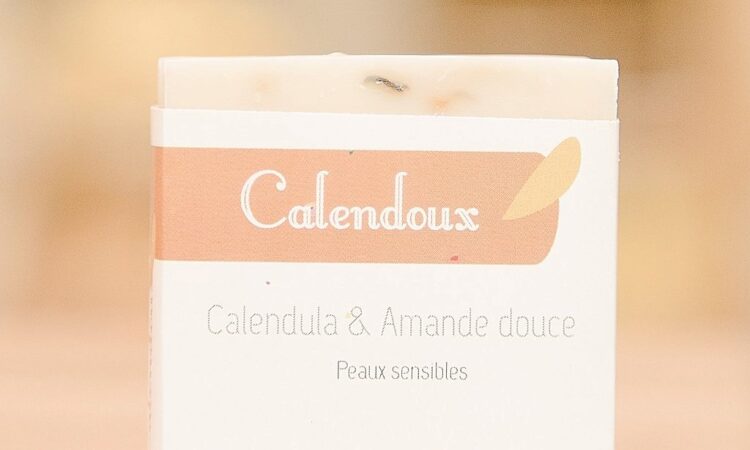 Calendoux
Calendula & Amande douce
Peaux sensibles